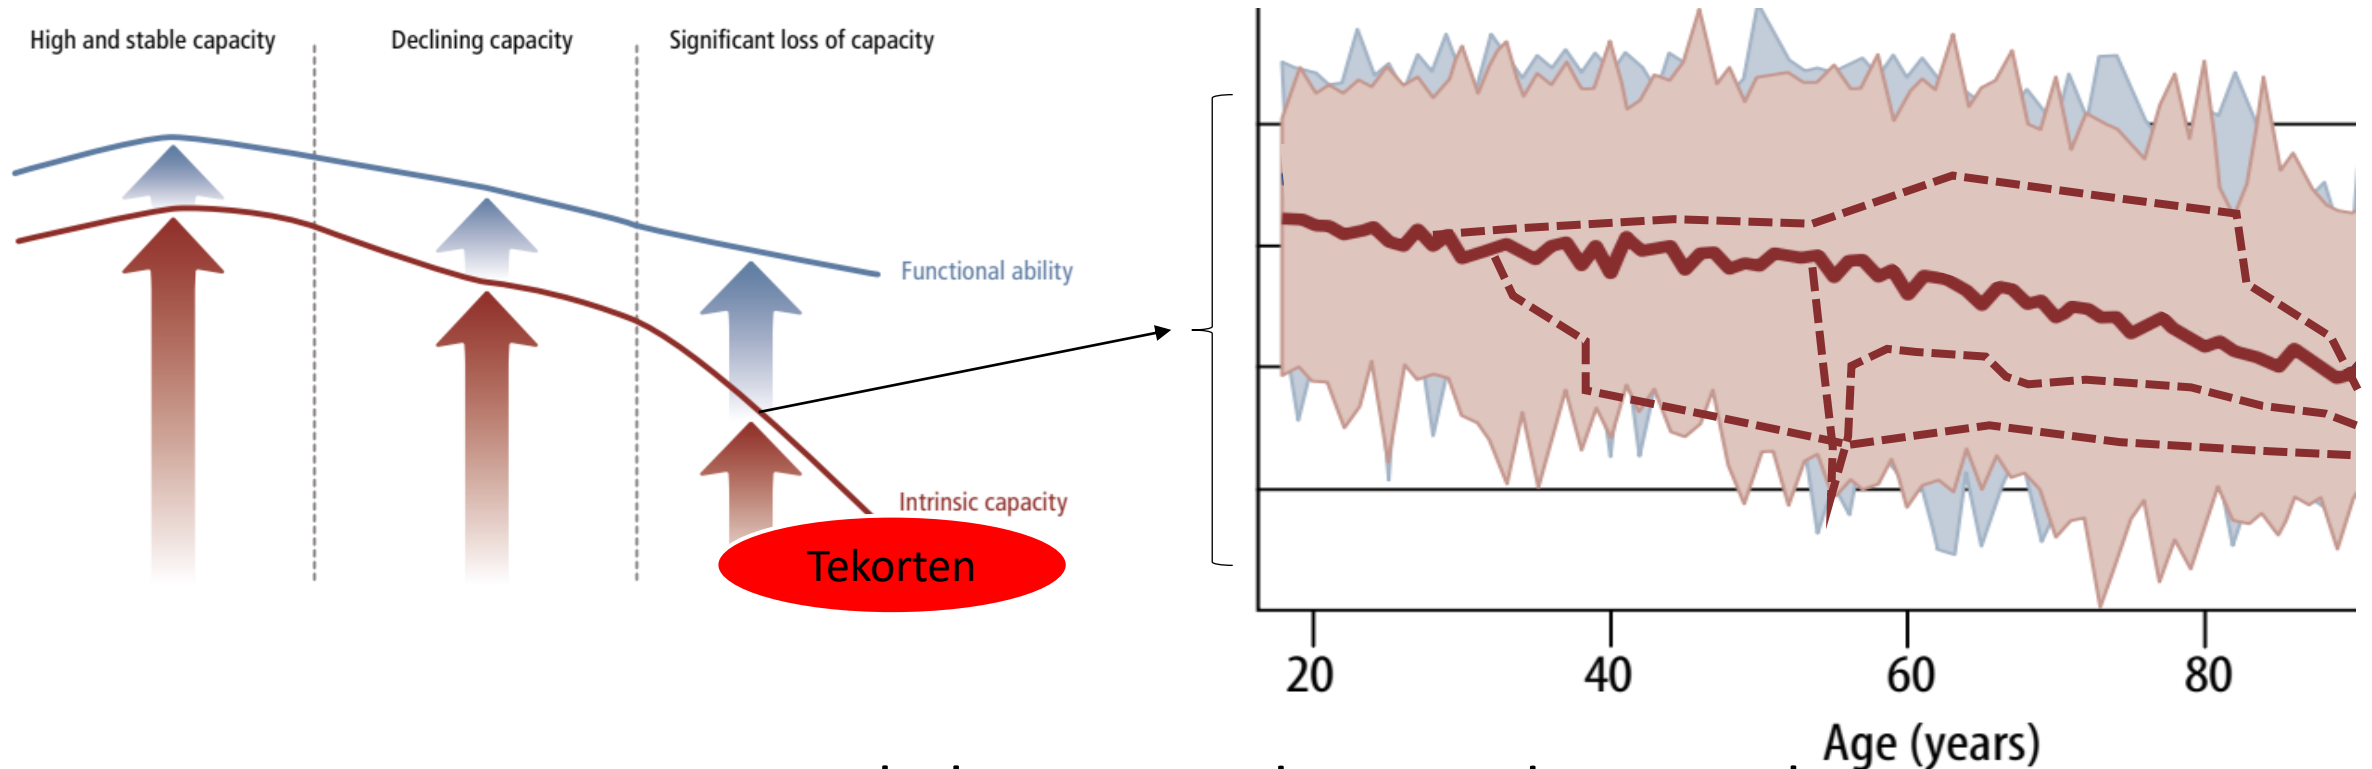 High and stable capacity
Declining capacity
Significant loss of capacity
Functional ability
Intrinsic capacity
Tekorten
20 40 60 80
Age (years)